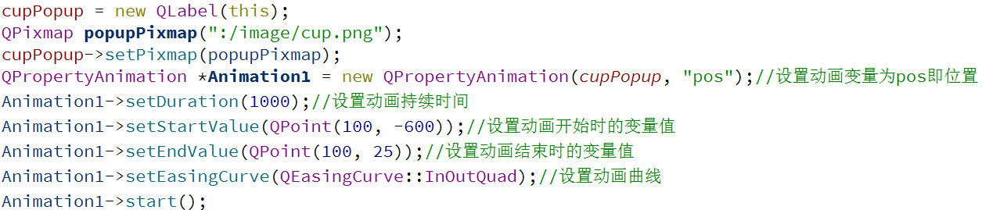 cupPopup = new QLabel(this);
QPixmap popupPixmap(":/image/cup.png");
cupPopup->setPixmap(popupPixmap);
QPropertyAnimation *Animation1 = new QPropertyAnimation(cupPopup, "pos");//设置动画变量为pos即位置
Animation1->setDuration(1000);//设置动画持续时间
Animation1->setStartValue(QPoint(100, -600));//设置动画开始时的变量值
Animation1->setEndValue(QPoint(100, 25));//设置动画结束时的变量值
Animation1->setEasingCurve(QEasingCurve::InOutQuad);//设置动画曲线
Animation1->start();